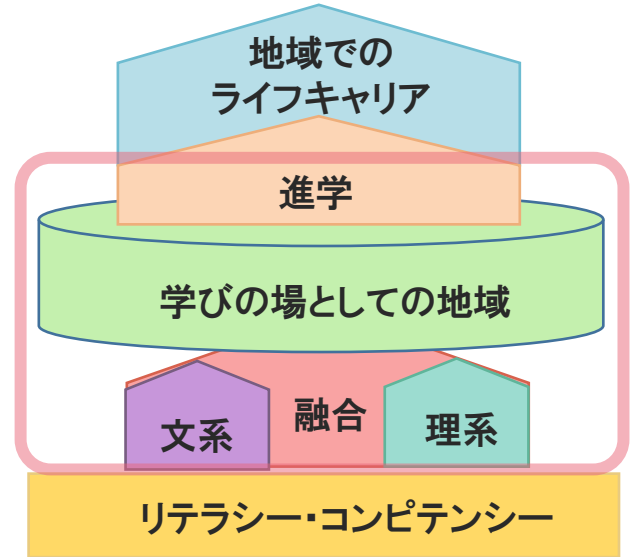 地域での
ライフキャリア
進学
学びの場としての地域
文系
融合
理系
リテラシー・コンピテンシー